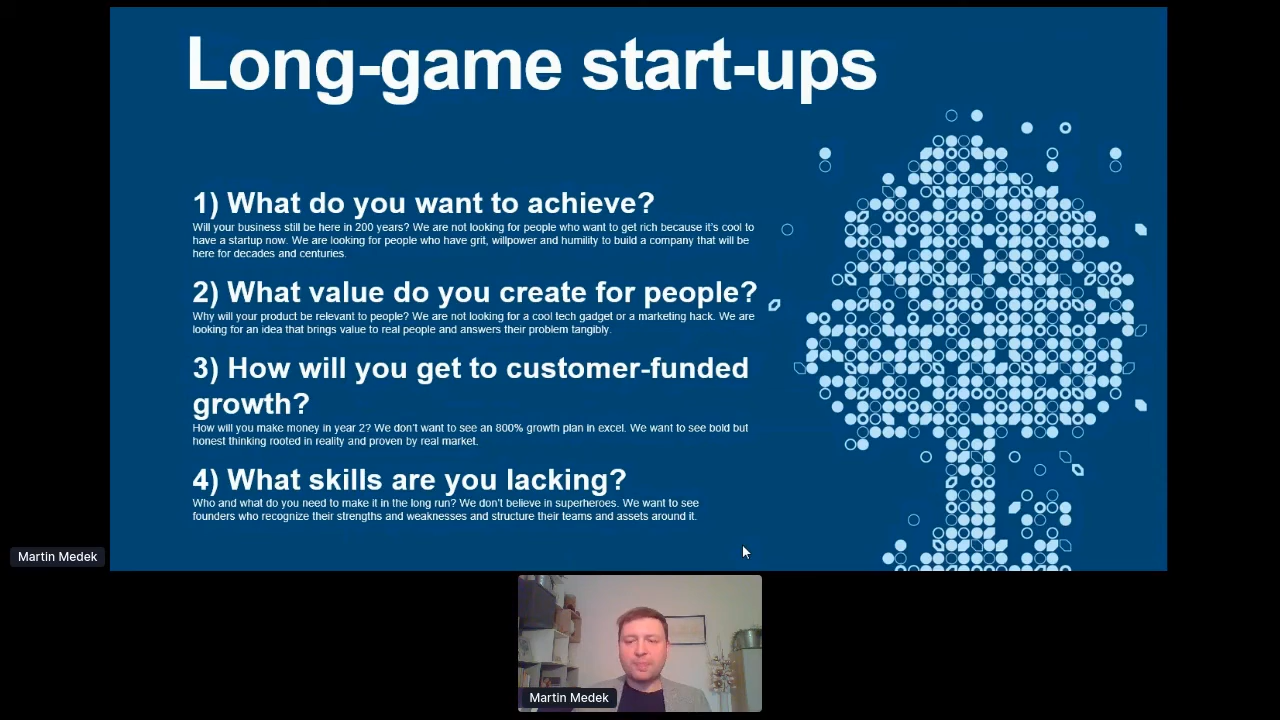 Long-game start-ups
1) What do you want to achieve?
Will your business still be here in 200 years? We are not looking for people who want to get rich because it's cool to
have a startup now. We are looking for people who have grit, willpower and humility to build a company that will be
here for decades and centuries.
2) What value do you create for people?
Why will your product be relevant to people? We are not looking for a cool tech gadget or a marketing hack. We are
looking for an idea that brings value to real people and answers their problem tangibly.
3) How will you get to customer-funded
growth?
How will you make money in year 2? We don't want to see an 800% growth plan in excel. We want to see bold but
honest thinking rooted in reality and proven by real market.
4) What skills are you lacking?
Who and what do you need to make it in the long run? We don't believe in superheroes. We want to see
founders who recognize their strengths and weaknesses and structure their teams and assets around it.
Martin Medek
Martin Medek